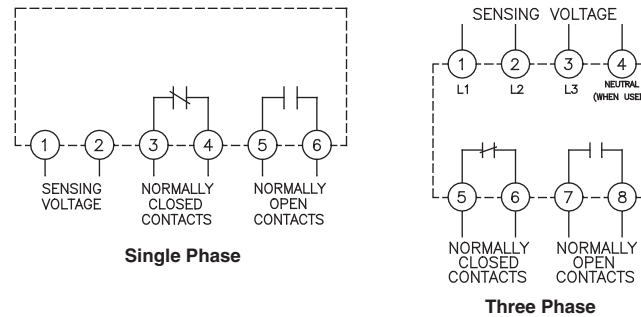 1 2 3 4 5 6
SENSING VOLTAGE
NORMALLY CLOSED CONTACTS
NORMALLY OPEN CONTACTS
Single Phase
SENSING VOLTAGE
1 2 3 4
L1 L2 L3
NEUTRAL
(WHEN USED
5 6 7 8
NORMALLY CLOSED CONTACTS
NORMALLY OPEN CONTACTS
Three Phase